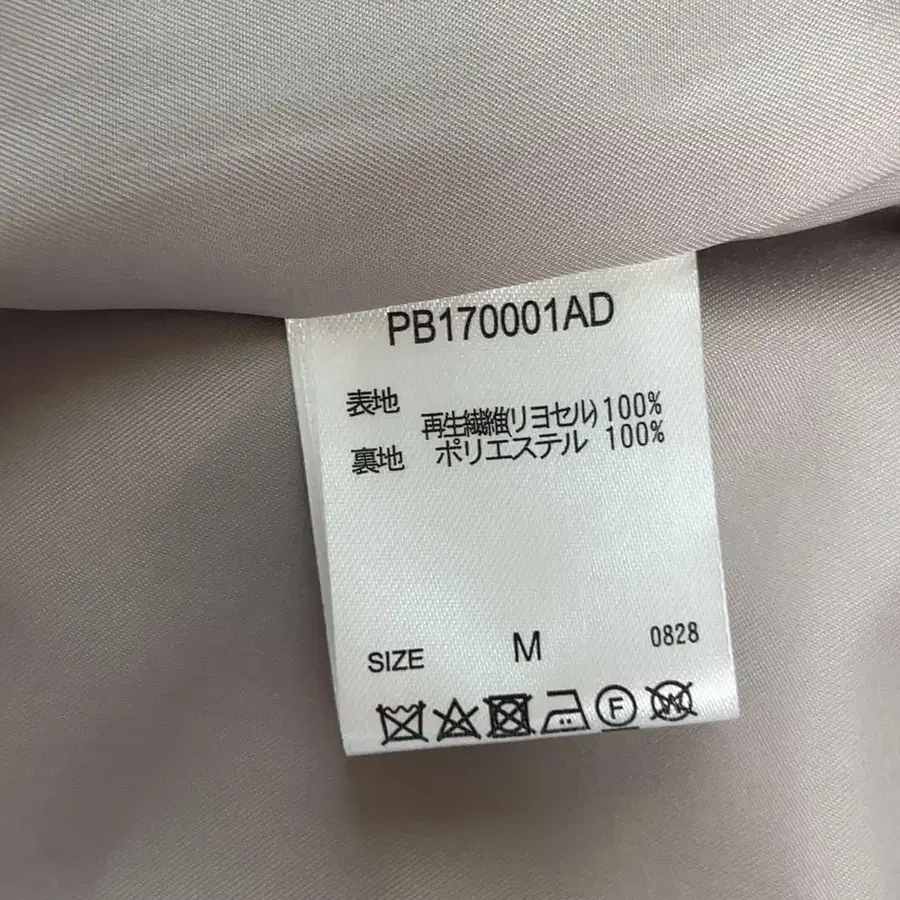 PB170001AD
表地
再生繊維(リヨセル) 100%
裏地 ポリエステル 100%
SIZE M 0828
F W